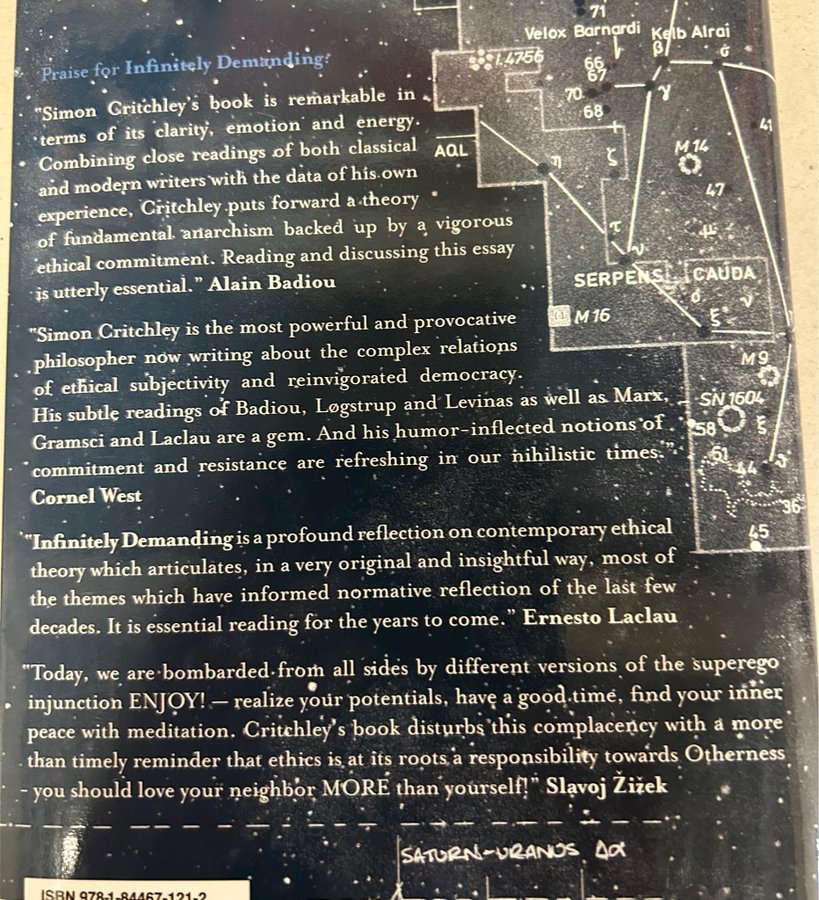 Praise for Infinitely Demanding:
"Simon Critchley's book is remarkable in
terms of its clarity, emotion and energy.
Combining close readings of both classical
and modern writers with the data of his own
experience, Critchley puts forward a theory
of fundamental anarchism backed up by a vigorous
ethical commitment. Reading and discussing this essay
is utterly essential." Alain Badiou
"Simon Critchley is the most powerful and provocative
philosopher now writing about the complex relations
of ethical subjectivity and reinvigorated democracy.
His subtle readings of Badiou, Løgstrup and Levinas as well as Marx,
Gramsci and Laclau are a gem. And his humor-inflected notions of
commitment and resistance are refreshing in our nihilistic times."
Cornel West
"Infinitely Demanding is a profound reflection on contemporary ethical
theory which articulates, in a very original and insightful way, most of
the themes which have informed normative reflection of the last few
decades. It is essential reading for the years to come." Ernesto Laclau
"Today, we are bombarded from all sides by different versions of the superego
injunction ENJOY! – realize your potentials, have a good time, find your inner
peace with meditation. Critchley's book disturbs this complacency with a more
than timely reminder that ethics is at its roots a responsibility towards Otherness
- you should love your neighbor MORE than yourself!" Slavoj Žižek
71
Velox Barnardi
Kelb Alrai
β
I.4756
66
67
70
68
γ
41
AQL
M 14
η
ζ
47
τ
μ
ν
SERPENS CAUDA
ο
ν
ξ
M 16
M 9
SN 1604
58
ξ
51
44
36
45
SATURN-URANUS Δα
ISBN 978-1-84467-121-2